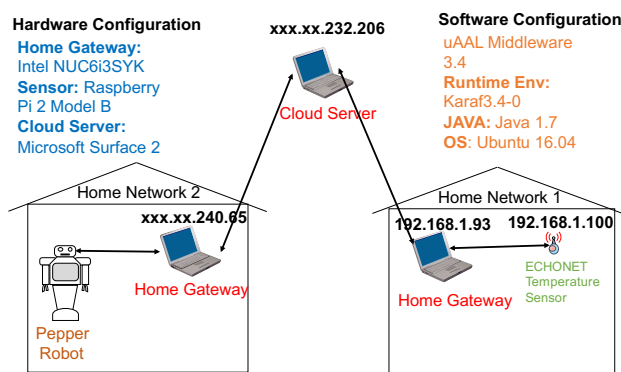 Hardware Configuration
Home Gateway:
Intel NUC6i3SYK
Sensor: Raspberry
Pi 2 Model B
Cloud Server:
Microsoft Surface 2
xxx.xx.232.206
Cloud Server
Software Configuration
uAAL Middleware
3.4
Runtime Env:
Karaf3.4-0
JAVA: Java 1.7
OS: Ubuntu 16.04
Home Network 2
xxx.xx.240.65
Home Gateway
Pepper
Robot
Home Network 1
192.168.1.93
192.168.1.100
Home Gateway
ECHONET
Temperature
Sensor